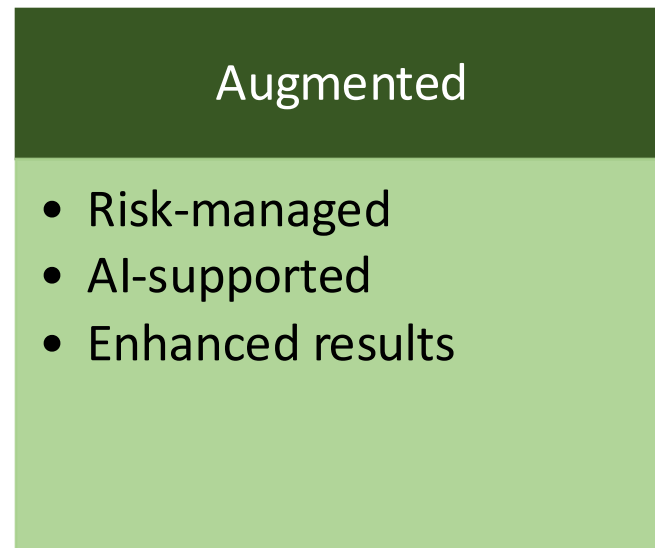 Augmented
• Risk-managed
• AI-supported
• Enhanced results